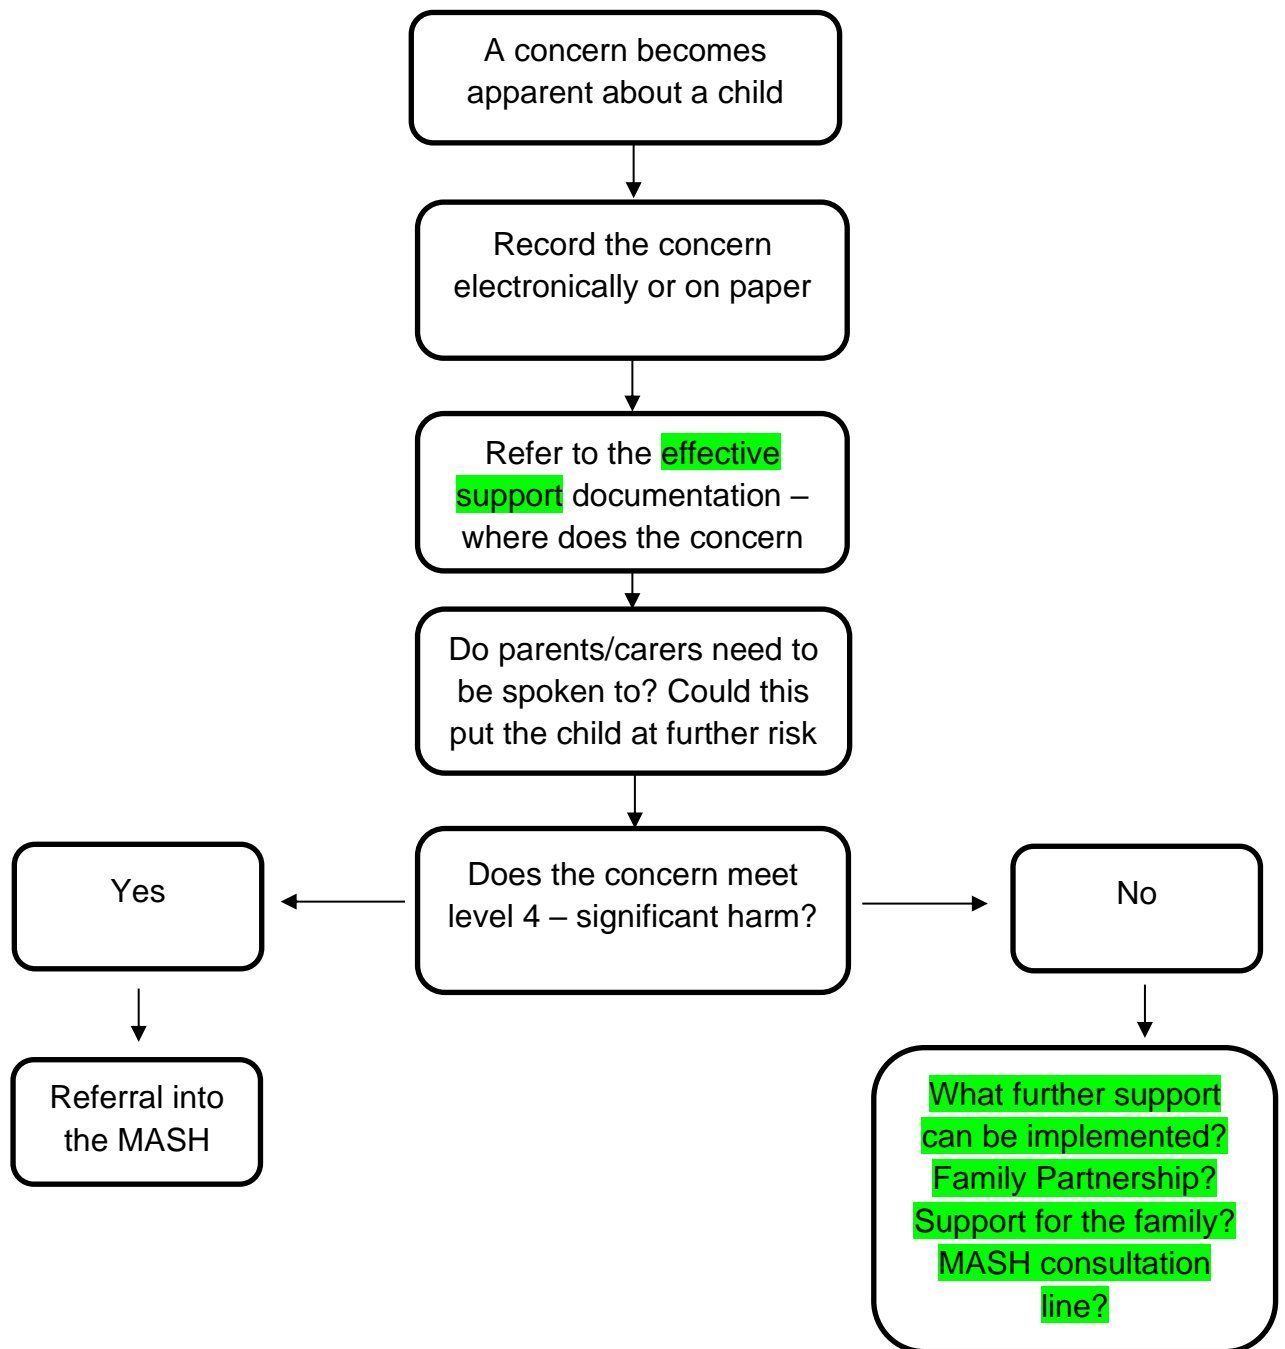 A concern becomes
apparent about a child
Record the concern
electronically or on paper
Refer to the effective
support documentation –
where does the concern
Do parents/carers need to
be spoken to? Could this
put the child at further risk
Does the concern meet
level 4 – significant harm?
Yes
No
Referral into
the MASH
What further support
can be implemented?
Family Partnership?
Support for the family?
MASH consultation
line?